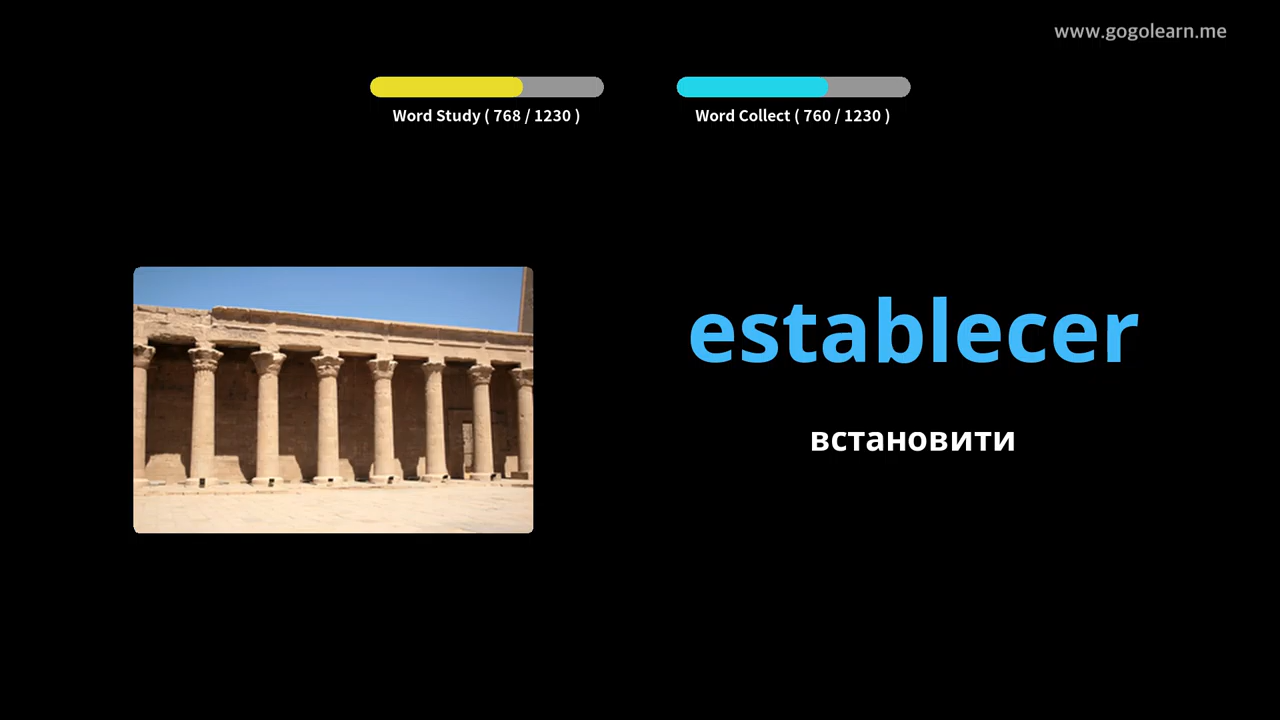 www.gogolearn.me
Word Study ( 768 / 1230 )
Word Collect ( 760 / 1230 )
establecer
встановити